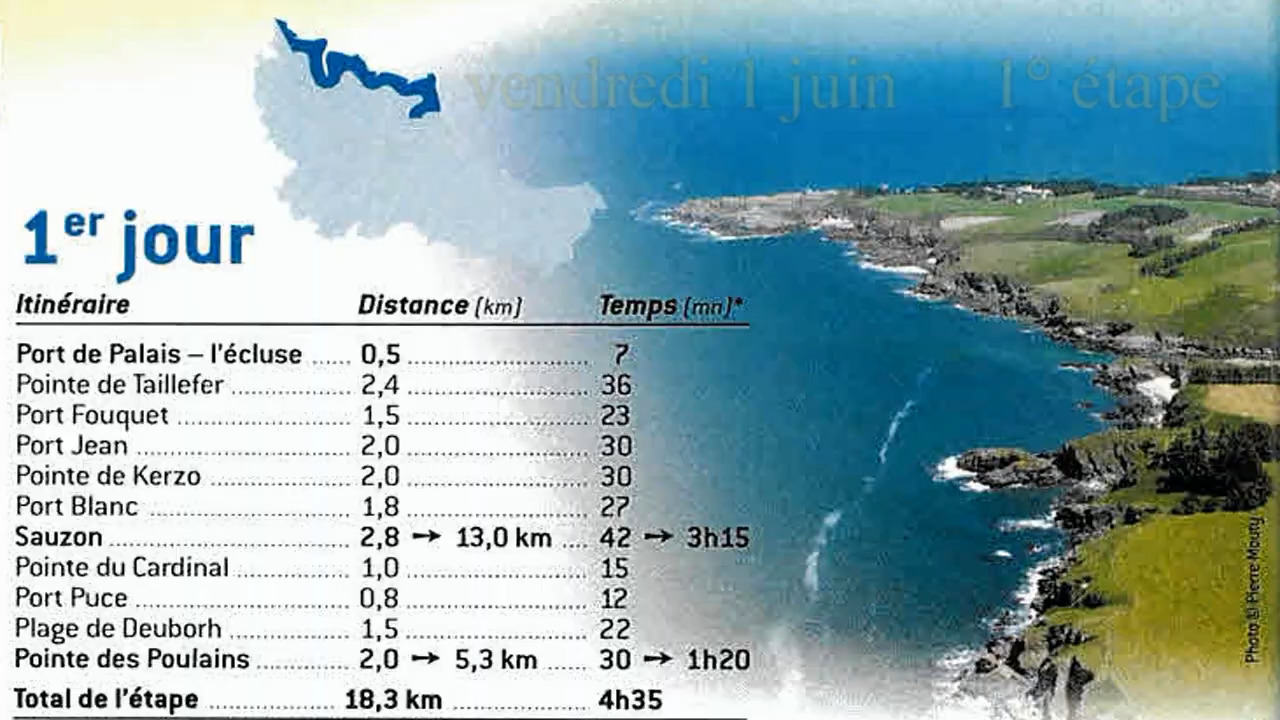 vendredi 1 juin 1° étape
1er jour
Itinéraire Distance (km) Temps (mn)*
Port de Palais – l'écluse ...... 0,5 ...... 7
Pointe de Taillefer ...... 2,4 ...... 36
Port Fouquet ...... 1,5 ...... 23
Port Jean ...... 2,0 ...... 30
Pointe de Kerzo ...... 2,0 ...... 30
Port Blanc ...... 1,8 ...... 27
Sauzon ...... 2,8 → 13,0 km .... 42 → 3h15
Pointe du Cardinal ...... 1,0 ...... 15
Port Puce ...... 0,8 ...... 12
Plage de Deuborh ...... 1,5 ...... 22
Pointe des Poulains ...... 2,0 → 5,3 km ...... 30 → 1h20
Total de l'étape ...... 18,3 km ...... 4h35
Photo El Pierre Mouty